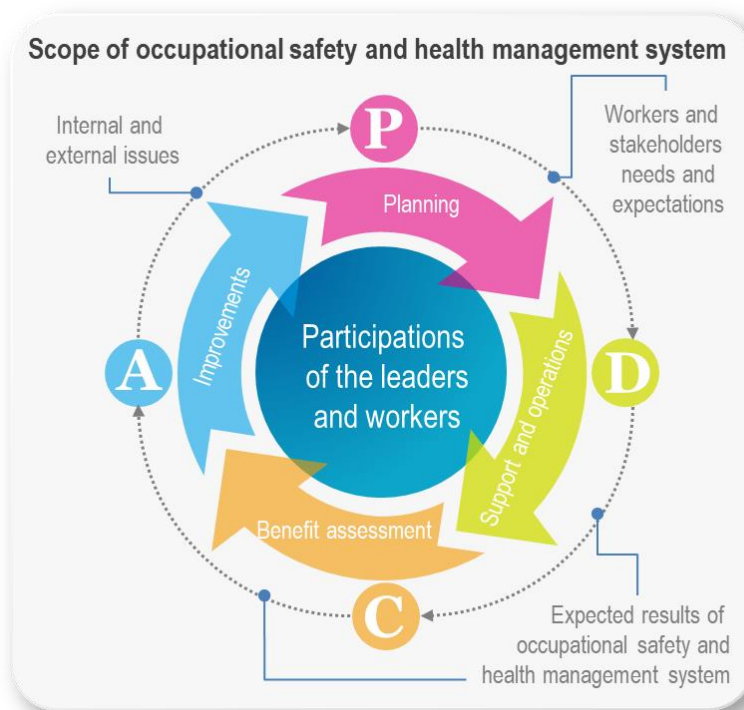 Scope of occupational safety and health management system
Internal and
external issues
P
Workers and
stakeholders
needs and
expectations
Planning
Improvements
Participations
of the leaders
and workers
A
D
Support and operations
Benefit assessment
C
Expected results of
occupational safety and
health management system